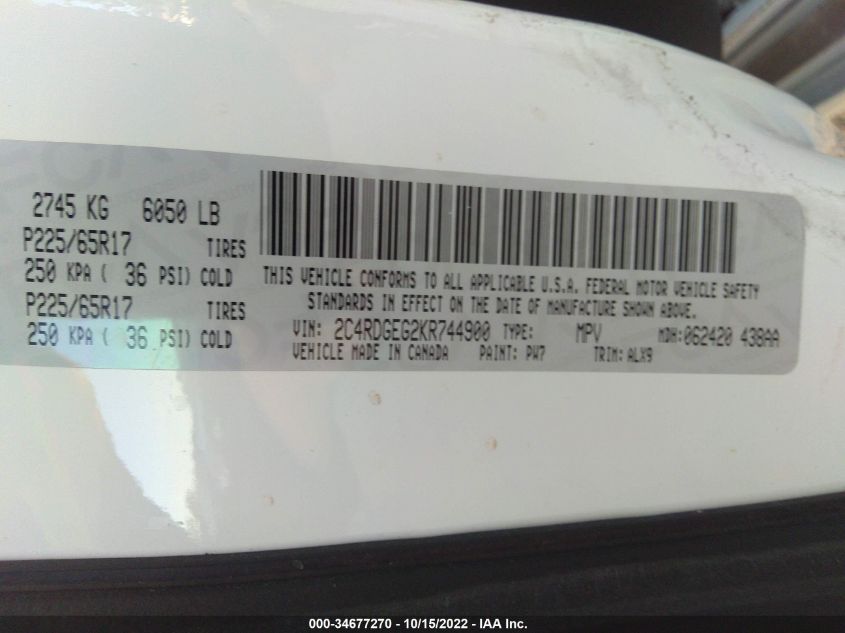 2745 KG 6050 LB
P225/65R17 TIRES
250 KPA ( 36 PSI) COLD
P225/65R17 TIRES
250 KPA ( 36 PSI) COLD
THIS VEHICLE CONFORMS TO ALL APPLICABLE U.S.A. FEDERAL MOTOR VEHICLE SAFETY
STANDARDS IN EFFECT ON THE DATE OF MANUFACTURE SHOWN ABOVE.
VIN: 2C4RDGEG2KR744900 TYPE: MPV MDH: 062420 438AA
VEHICLE MADE IN CANADA PAINT: PW7 TRIM: ALX9
000-34677270 - 10/15/2022 - IAA Inc.